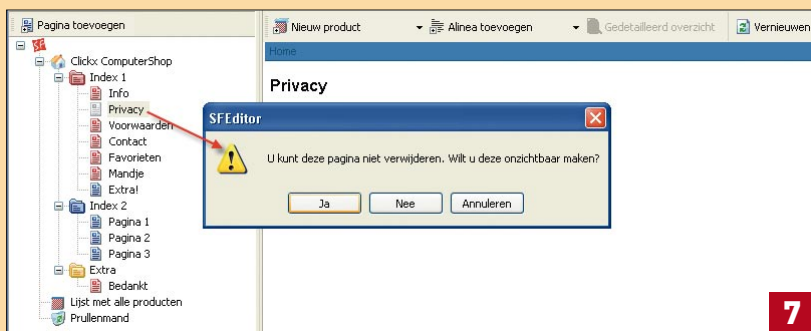 Pagina toevoegen
Nieuw product
Alinea toevoegen
Gedetailleerd overzicht
Vernieuwen
SF
Clickx ComputerShop
Index 1
Info
Privacy
Voorwaarden
Contact
Favorieten
Mandje
Extra!
Index 2
Pagina 1
Pagina 2
Pagina 3
Extra
Bedankt
Lijst met alle producten
Prullenmand
Home
Privacy
SFEditor
U kunt deze pagina niet verwijderen. Wilt u deze onzichtbaar maken?
Ja
Nee
Annuleren
7